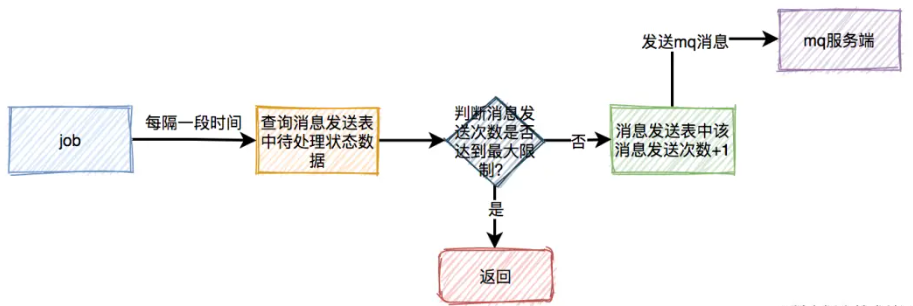 发送mq消息
mq服务端
job
每隔一段时间
查询消息发送表
中待处理状态数
据
判断消息发
送次数是否
达到最大限
制?
否
消息发送表中该
消息发送次数+1
是
返回